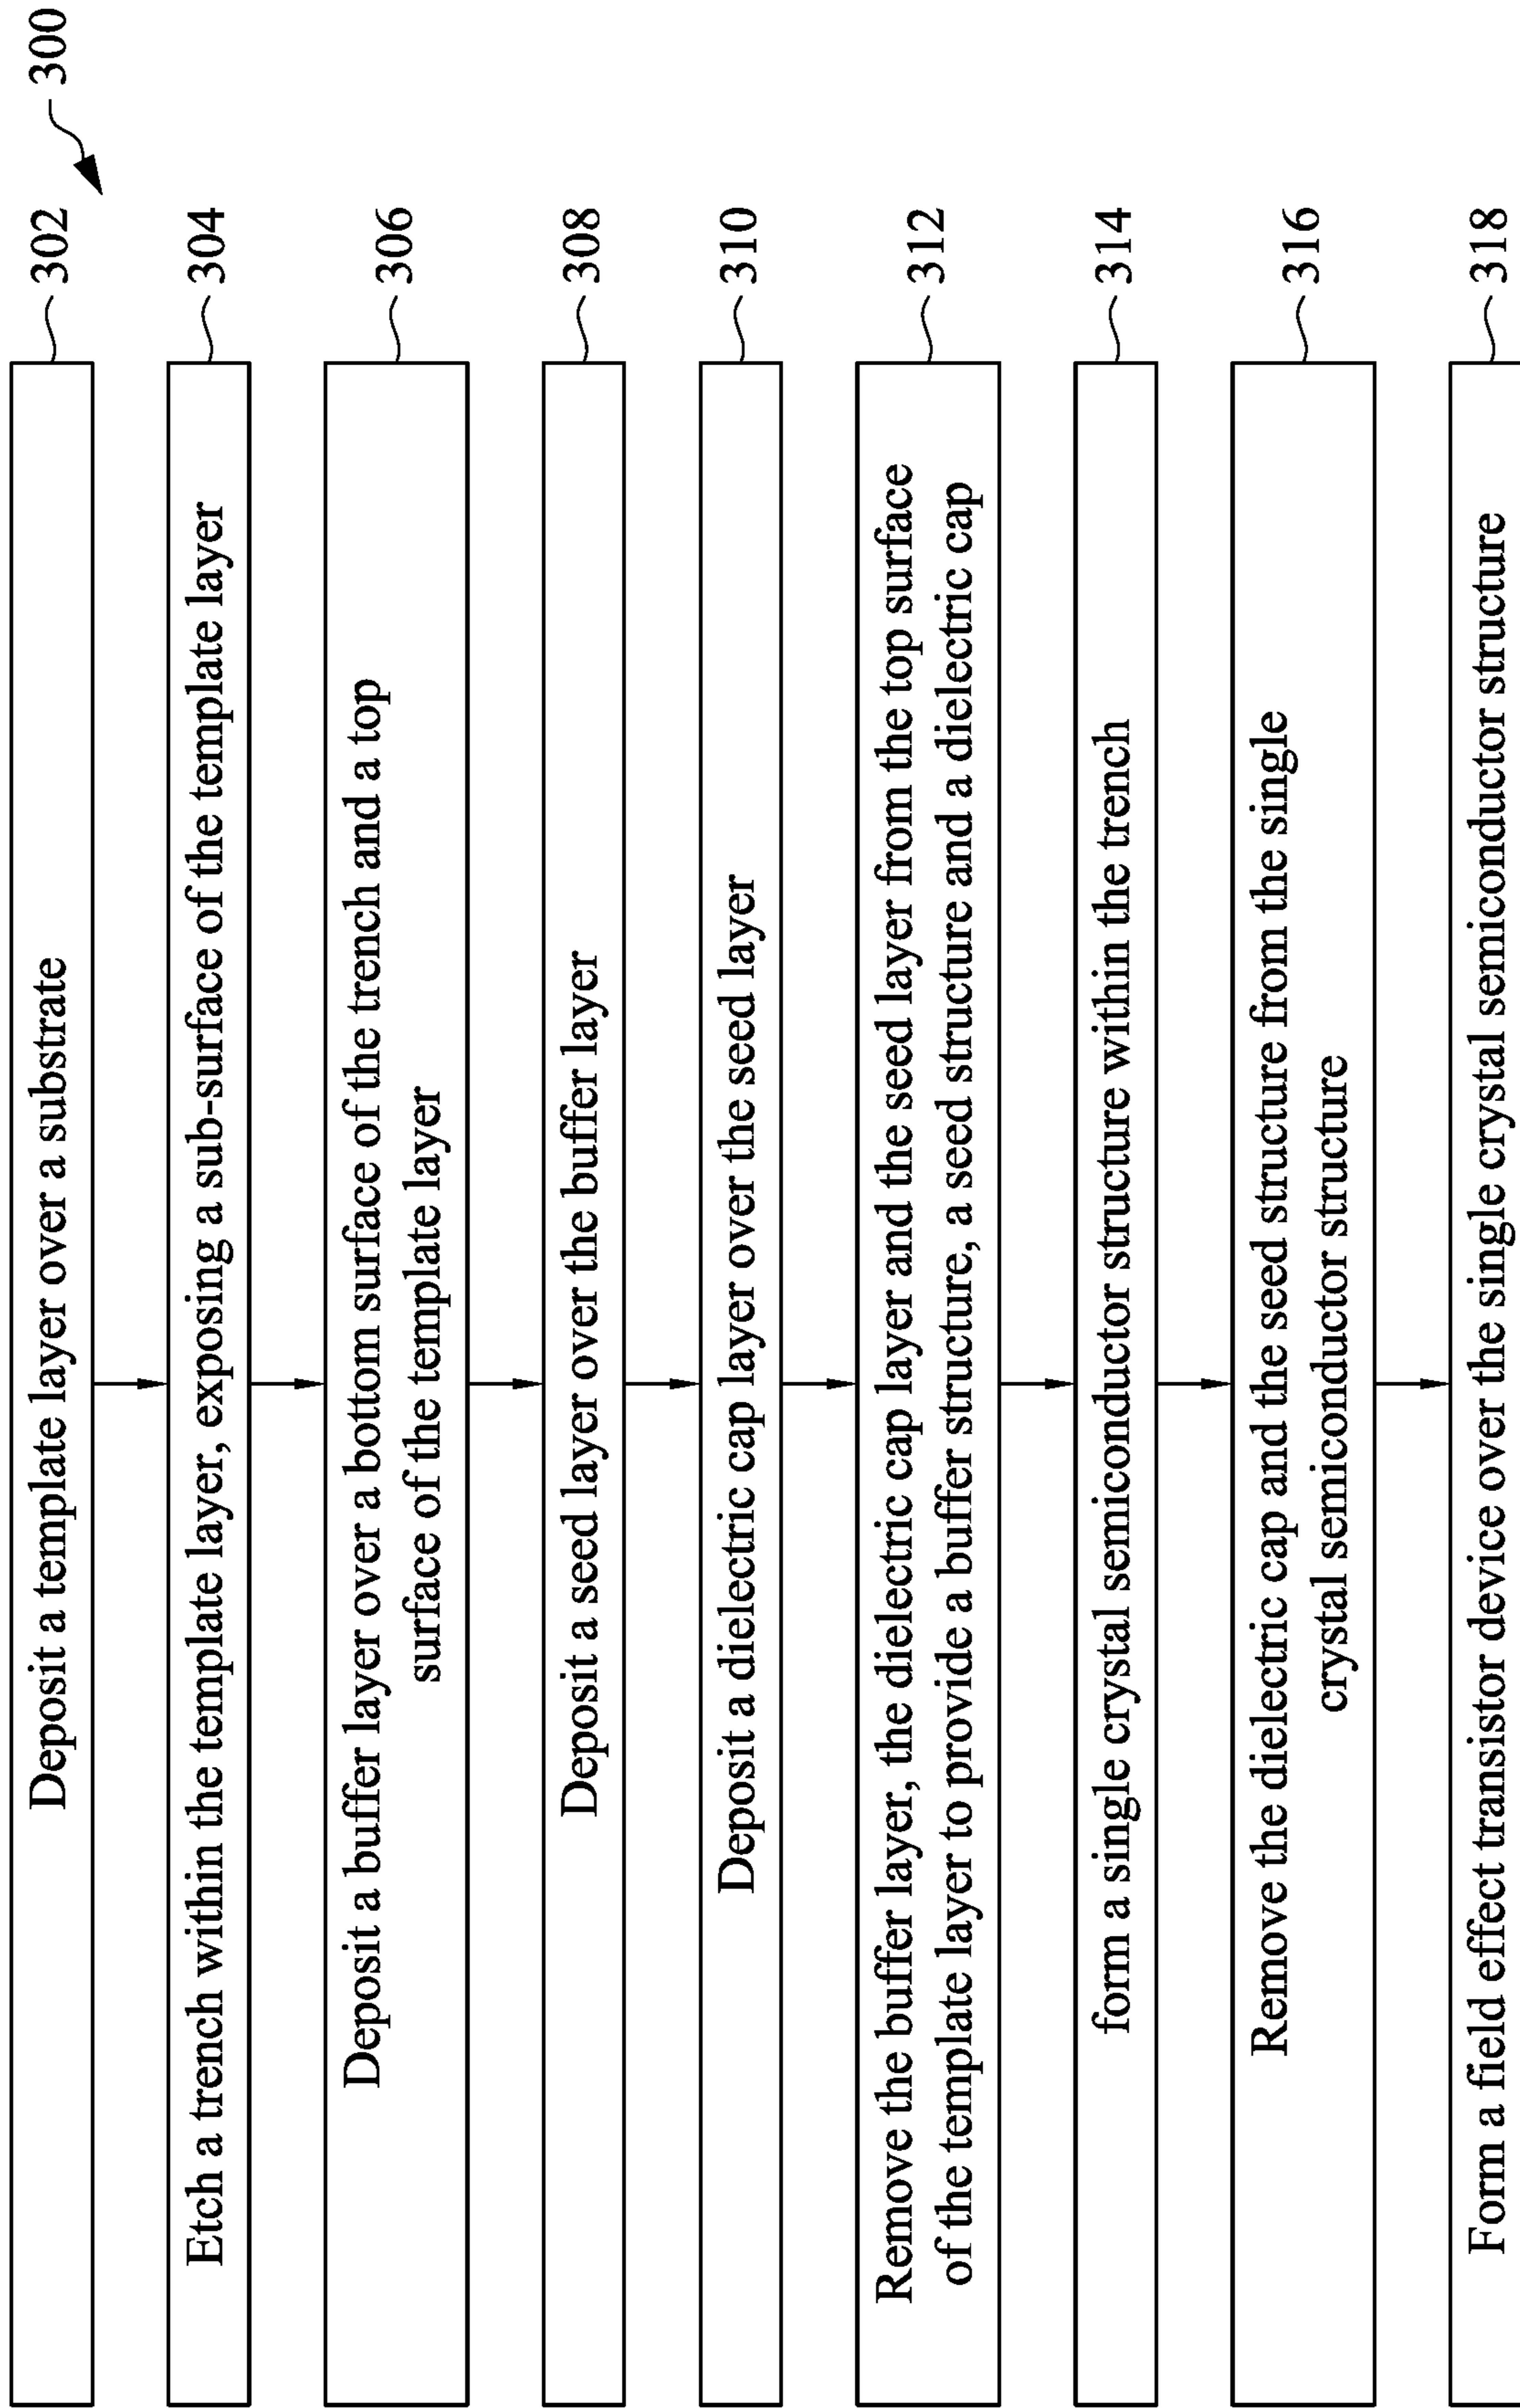 300
Deposit a template layer over a substrate
302
Etch a trench within the template layer, exposing a sub-surface of the template layer
304
Deposit a buffer layer over a bottom surface of the trench and a top
surface of the template layer
306
Deposit a seed layer over the buffer layer
308
Deposit a dielectric cap layer over the seed layer
310
Remove the buffer layer, the dielectric cap layer and the seed layer from the top surface
of the template layer to provide a buffer structure, a seed structure and a dielectric cap
312
form a single crystal semiconductor structure within the trench
314
Remove the dielectric cap and the seed structure from the single
crystal semiconductor structure
316
Form a field effect transistor device over the single crystal semiconductor structure
318